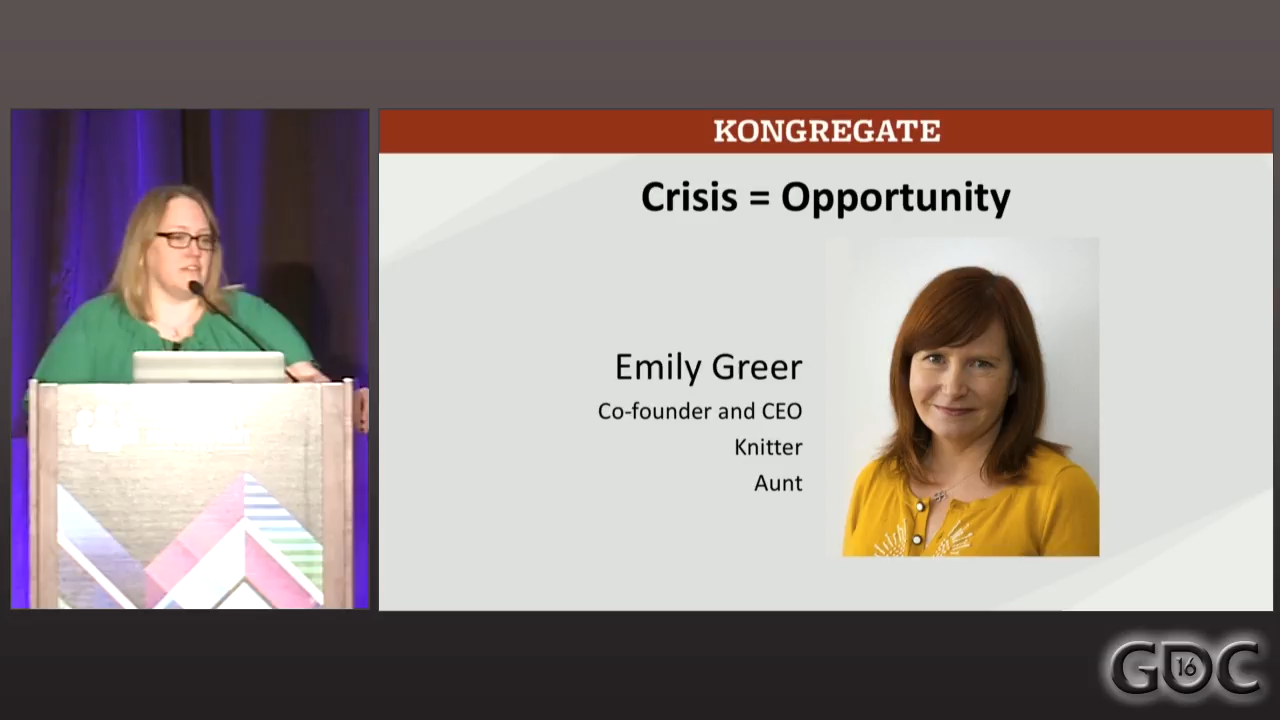 KONGREGATE
Crisis = Opportunity
Emily Greer
Co-founder and CEO
Knitter
Aunt
GDC
16